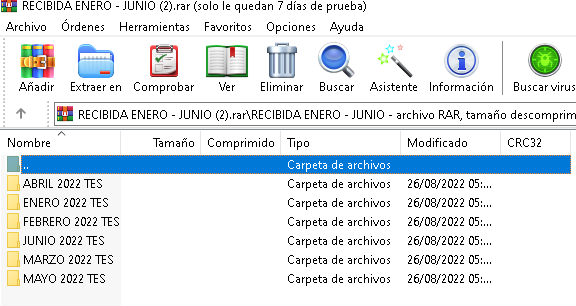 RECIBIDA ENERO - JUNIO (2).rar (solo le quedan 7 días de prueba)
Archivo Órdenes Herramientas Favoritos Opciones Ayuda
Añadir Extraer en Comprobar Ver Eliminar Buscar Asistente Información Buscar virus
RECIBIDA ENERO - JUNIO (2).rar\RECIBIDA ENERO - JUNIO - archivo RAR, tamaño descomprim
Nombre Tamaño Comprimido Tipo Modificado CRC32
.. Carpeta de archivos
ABRIL 2022 TES Carpeta de archivos 26/08/2022 05:...
ENERO 2022 TES Carpeta de archivos 26/08/2022 05:...
FEBRERO 2022 TES Carpeta de archivos 26/08/2022 05:...
JUNIO 2022 TES Carpeta de archivos 26/08/2022 05:...
MARZO 2022 TES Carpeta de archivos 26/08/2022 05:...
MAYO 2022 TES Carpeta de archivos 26/08/2022 05:...